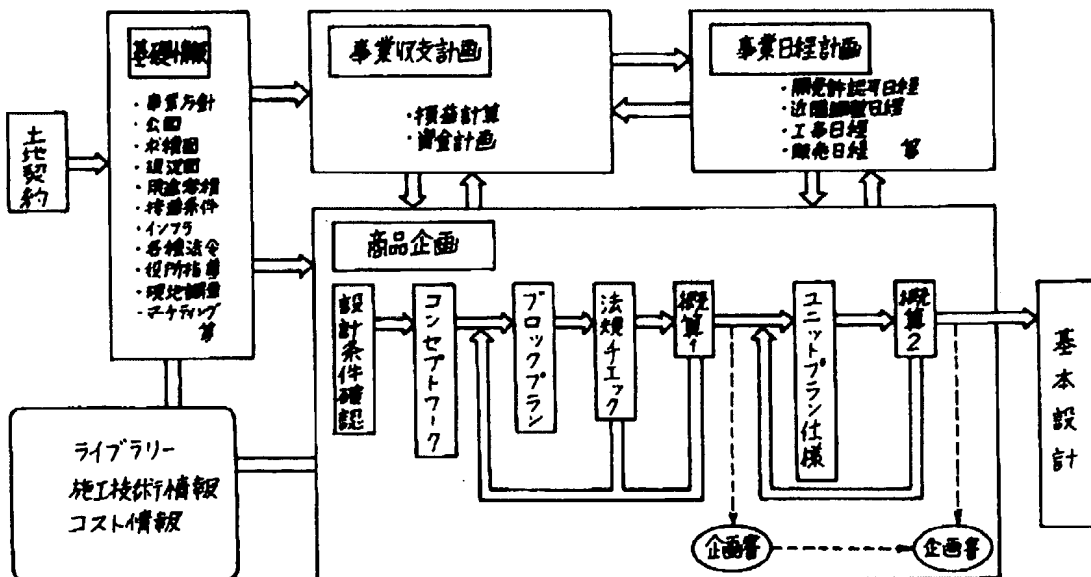 土地契約
基礎情報
・事業方針
・公図
・求積図
・現況図
・接道条件
・インフラ
・各種法令
・役所指導
・現地調査
・マーケティング
等
事業収支計画
・損益計算
・資金計画
事業日程計画
・開発許認可日程
・近隣調整日程
・工事日程
・販売日程 等
商品企画
設計条件確認
コンセプトワーク
ブロックプラン
法規チェック
概算1
ユニットプラン仕様
概算2
基本設計
ライブラリー
施工技術情報
コスト情報
企画書
企画書